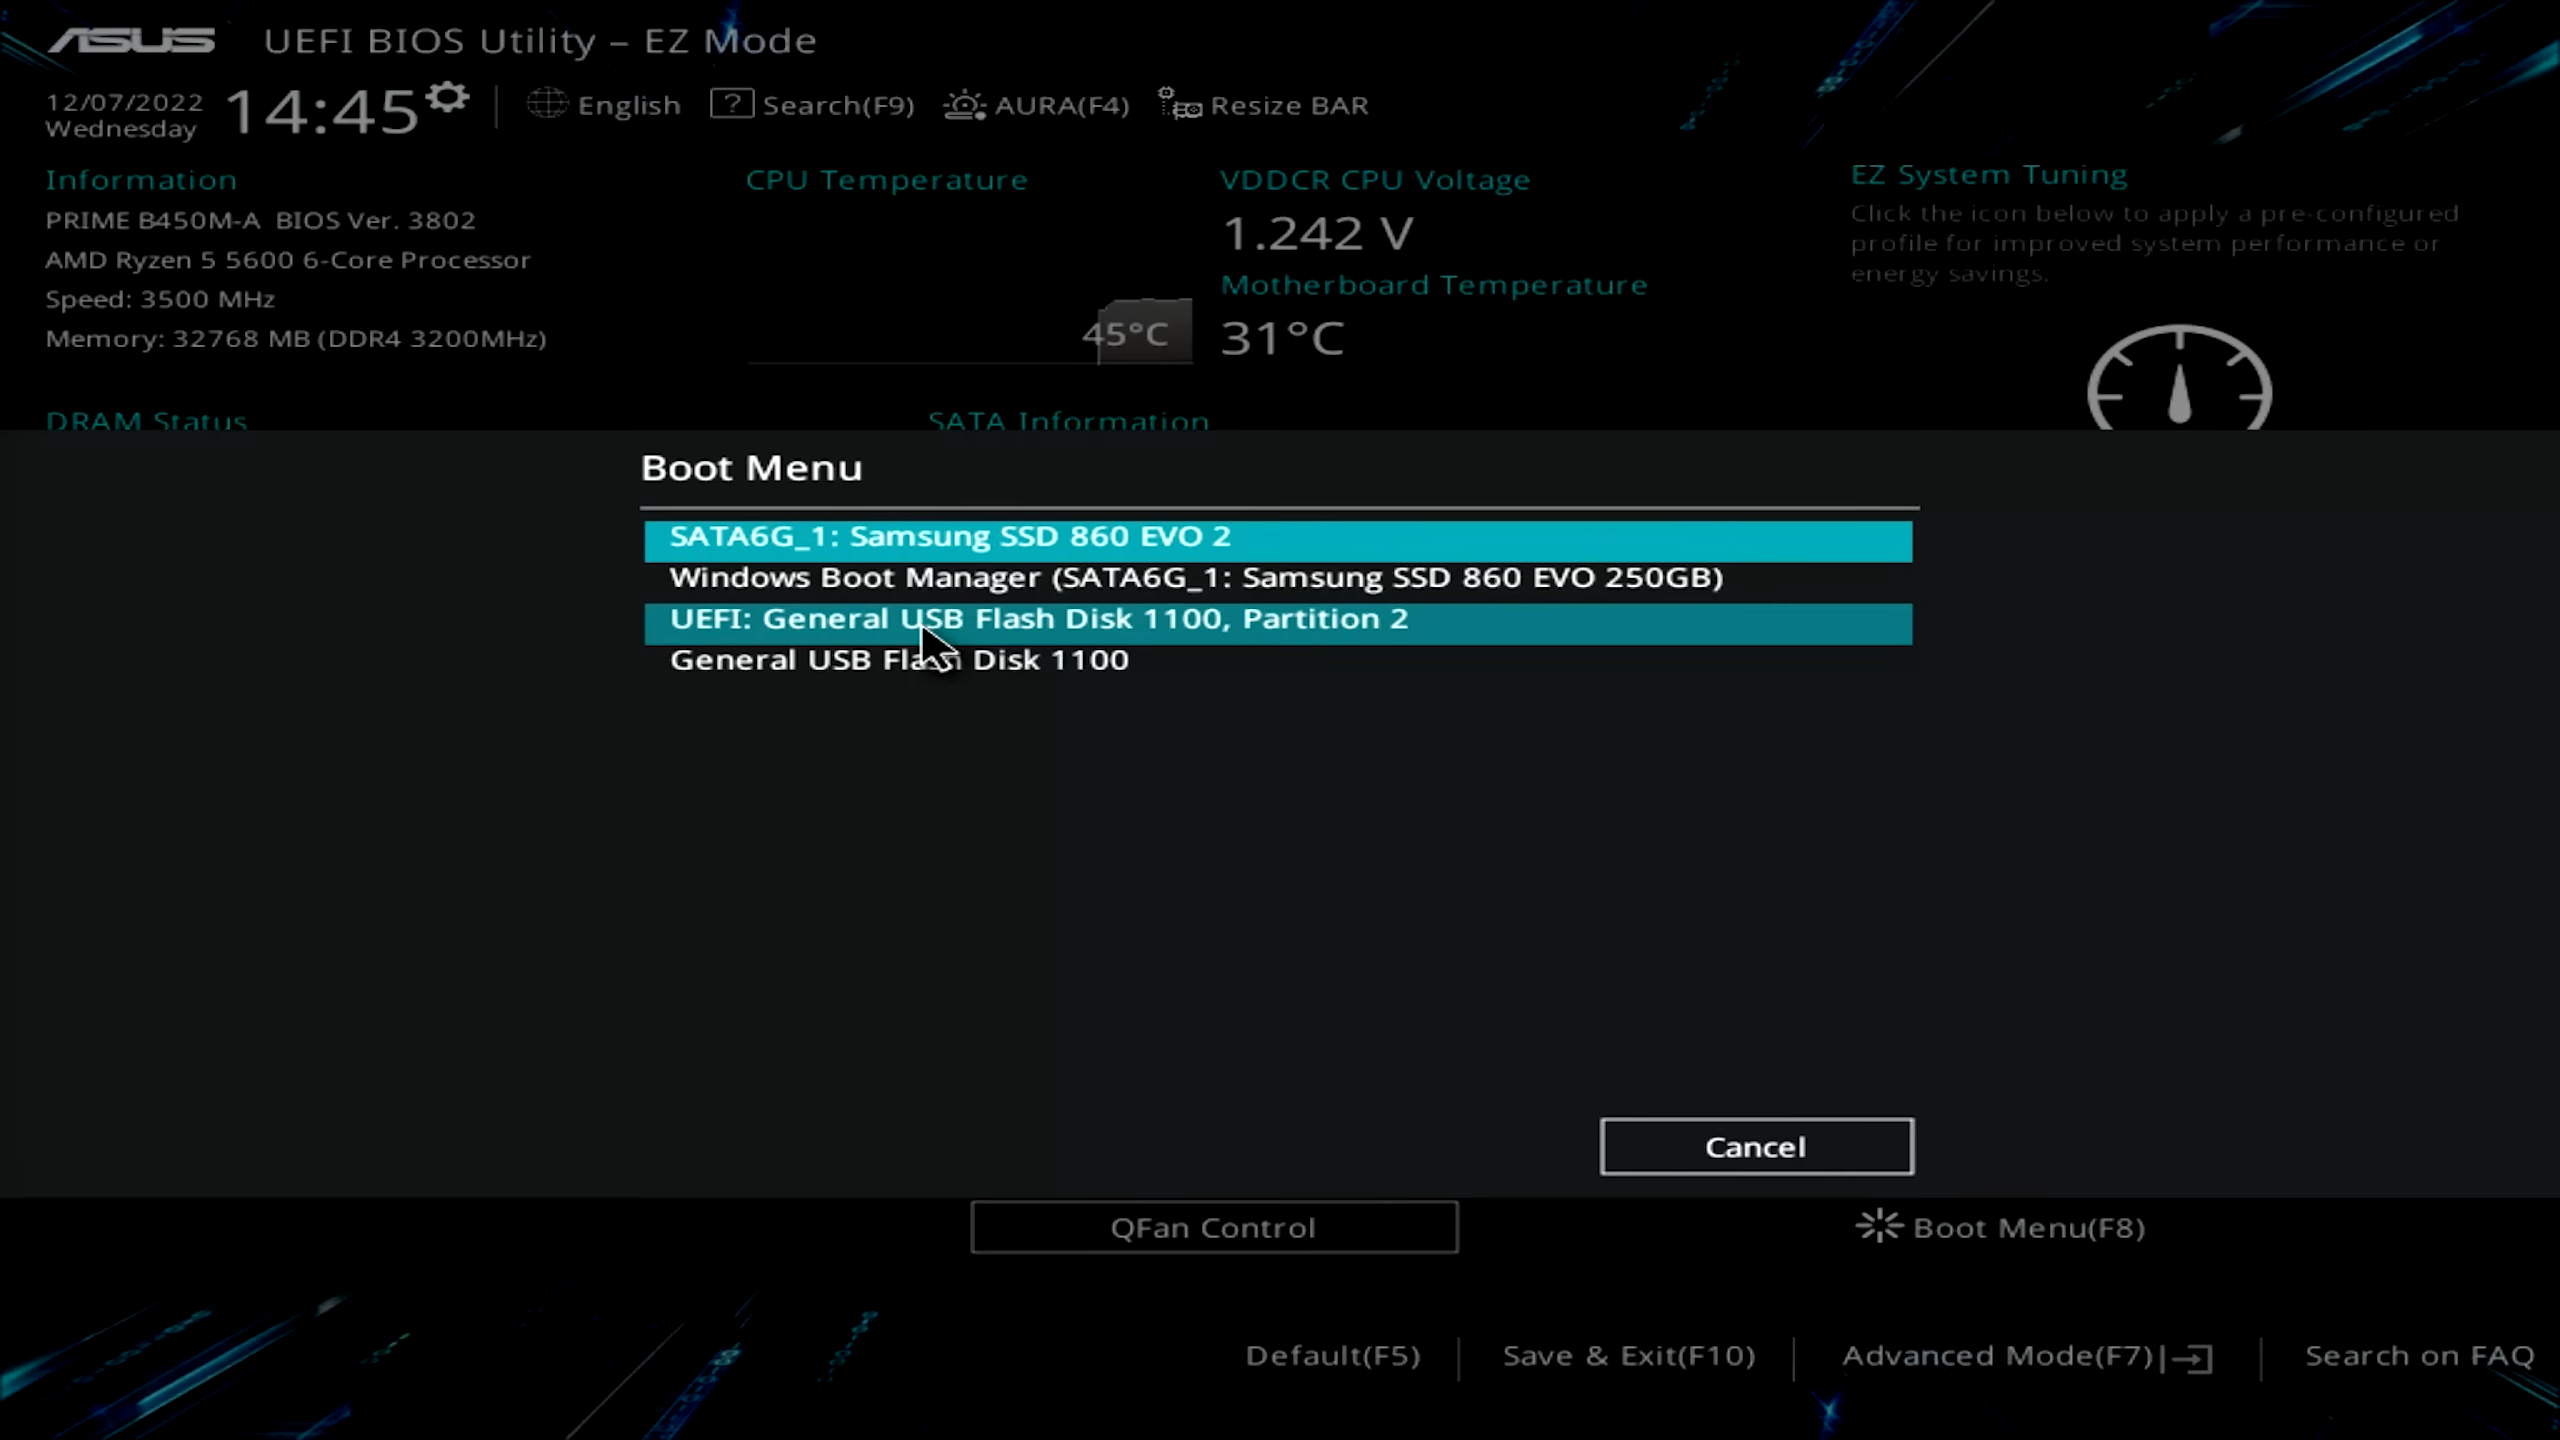 ASUS UEFI BIOS Utility – EZ Mode
12/07/2022
Wednesday
14:45
English
Search(F9)
AURA(F4)
Resize BAR
Information
PRIME B450M-A BIOS Ver. 3802
AMD Ryzen 5 5600 6-Core Processor
Speed: 3500 MHz
Memory: 32768 MB (DDR4 3200MHz)
CPU Temperature
45°C
VDDCR CPU Voltage
1.242 V
Motherboard Temperature
31°C
EZ System Tuning
Click the icon below to apply a pre-configured
profile for improved system performance or
energy savings.
DRAM Status
SATA Information
Boot Menu
SATA6G_1: Samsung SSD 860 EVO 2
Windows Boot Manager (SATA6G_1: Samsung SSD 860 EVO 250GB)
UEFI: General USB Flash Disk 1100, Partition 2
General USB Flash Disk 1100
Cancel
QFan Control
Boot Menu(F8)
Default(F5)
Save & Exit(F10)
Advanced Mode(F7)
Search on FAQ